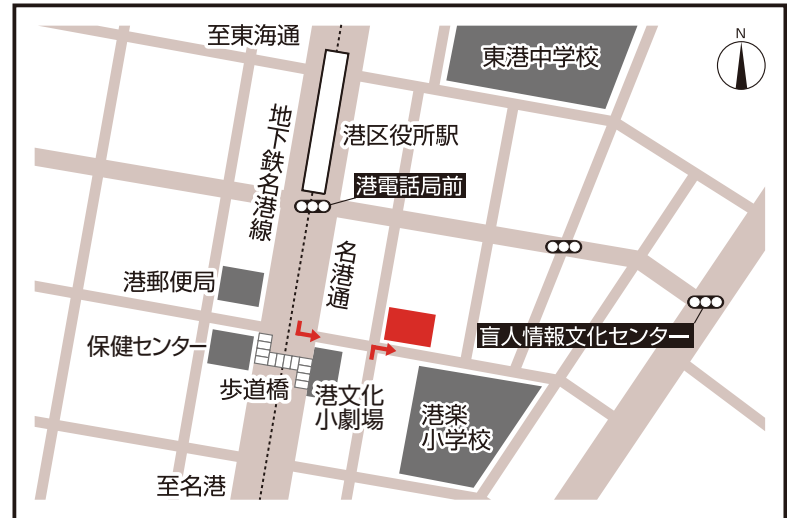 至東海通
東港中学校
N
地下鉄名港線
港区役所駅
港電話局前
名港通
港郵便局
保健センター
盲人情報文化センター
歩道橋
港文化
小劇場
港楽
小学校
至名港